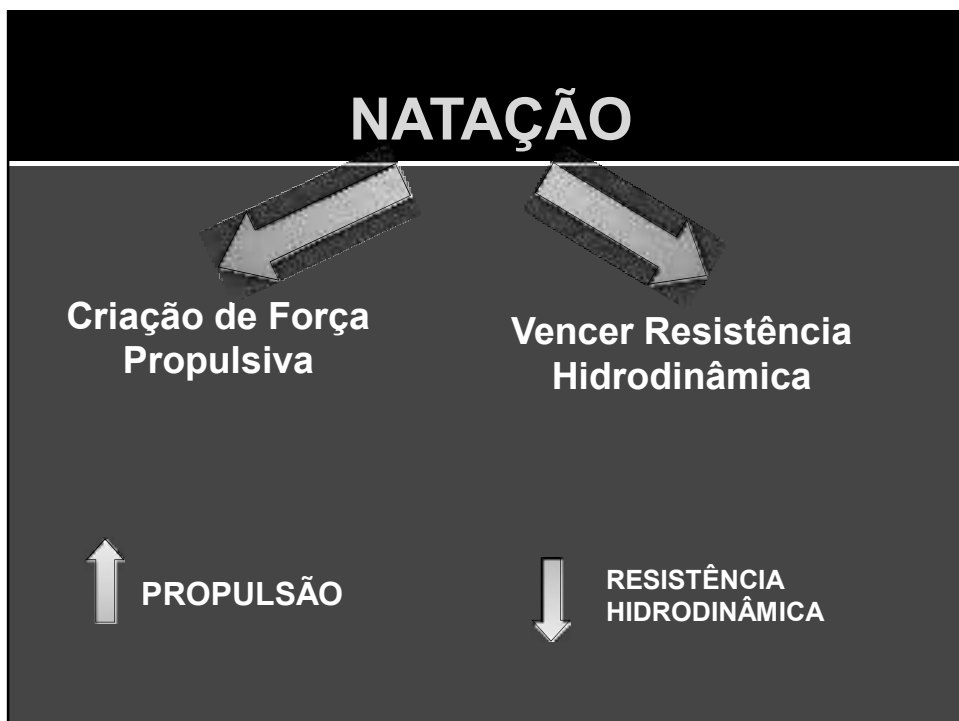 NATAÇÃO
Criação de Força
Propulsiva
Vencer Resistência
Hidrodinâmica
PROPULSÃO
RESISTÊNCIA
HIDRODINÂMICA